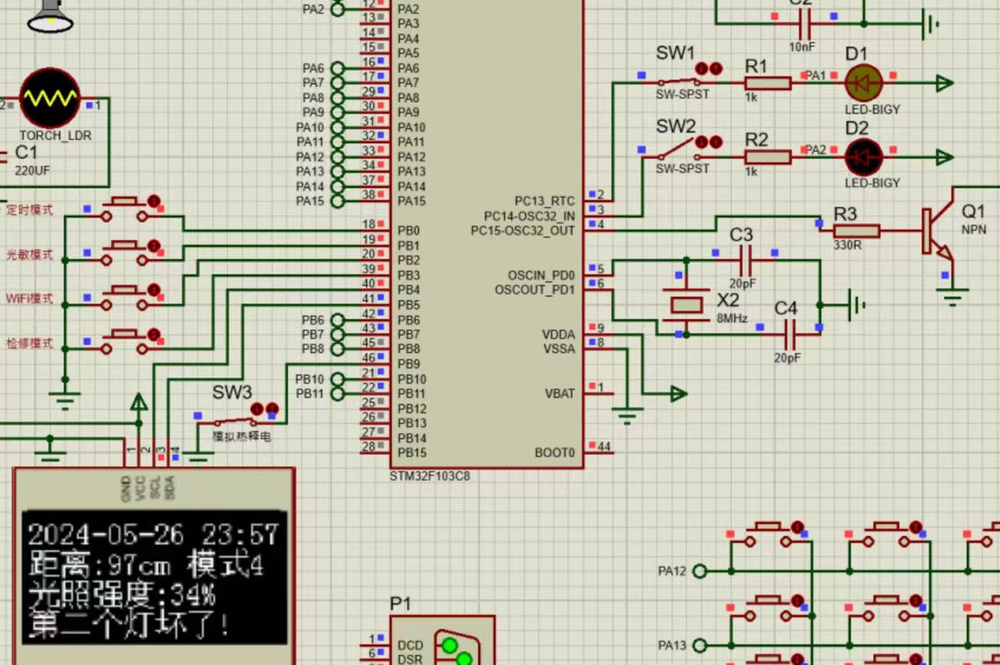 C2
10nF
PA2 12 PA2
13 PA3
14 PA4
15 PA5
PA6 16 PA6
PA7 17 PA7
PA8 29 PA8
PA9 30 PA9
PA10 31 PA10
PA11 32 PA11
PA12 33 PA12
PA13 34 PA13
PA14 37 PA14
PA15 38 PA15
18 PB0
19 PB1
20 PB2
39 PB3
40 PB4
41 PB5
PB6 42 PB6
PB7 43 PB7
PB8 45 PB8
46 PB9
PB10 21 PB10
PB11 22 PB11
25 PB12
26 PB13
27 PB14
28 PB15
PC13_RTC 2
PC14-OSC32_IN 3
PC15-OSC32_OUT 4
OSCIN_PD0 5
OSCOUT_PD1 6
VDDA 9
VSSA 8
VBAT 1
BOOT0 44
STM32F103C8
2 1
TORCH_LDR
C1
220UF
定时模式
光敏模式
WiFi模式
检修模式
SW3
模拟热释电
SW1
SW-SPST
R1
1k
PA1
D1
LED-BIGY
SW2
SW-SPST
R2
1k
PA2
D2
LED-BIGY
R3
330R
Q1
NPN
C3
20pF
X2
8MHz
C4
20pF
1 2 3 4
GND VCC SCL SDA
2024-05-26 23:57
距离:97cm 模式4
光照强度:34%
第二个灯坏了!
P1
1 DCD
6 DSR
PA12
PA13